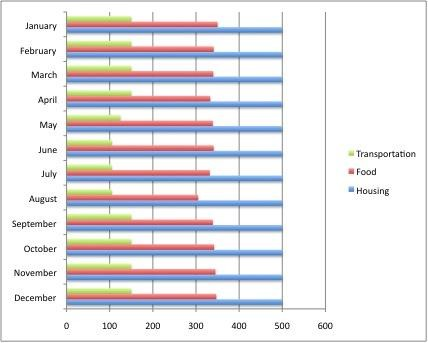 January
February
March
April
May
June
July
August
September
October
November
December
0 100 200 300 400 500 600
Transportation
Food
Housing